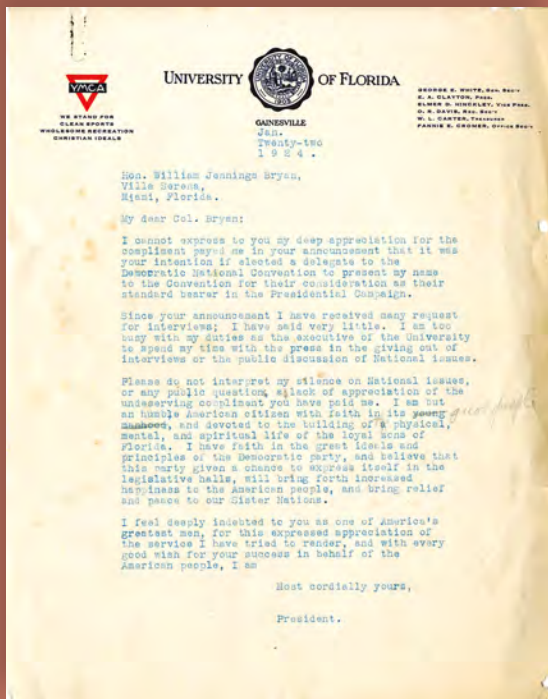 YMCA
WE STAND FOR
CLEAN SPORTS
WHOLESOME RECREATION
CHRISTIAN IDEALS
UNIVERSITY OF FLORIDA
GAINESVILLE
GEORGE E. WHITE, GEN. SEC'Y
E. A. CLAYTON, PRES.
ELMER D. HINCKLEY, VICE PRES.
D. R. DAVIS, REC. SEC'Y
W. L. CARTER, TREASURER
FANNIE E. CROMER, OFFICE SEC'Y
Jan.
Twenty-two
1 9 2 4 .
Hon. William Jennings Bryan,
Villa Serena,
Miami, Florida.
My dear Col. Bryan:
I cannot express to you my deep appreciation for the
compliment payed me in your announcement that it was
your intention if elected a delegate to the
Democratic National Convention to present my name
to the Convention for their consideration as their
standard bearer in the Presidential Campaign.
Since your announcement I have received many request
for interviews; I have said very little. I am too
busy with my duties as the executive of the University
to spend my time with the press in the giving out of
interviews or the public discussion of National issues.
Please do not interpret my silence on National issues,
or any public question, a lack of appreciation of the
undeserving compliment you have paid me. I am but
an humble American citizen with faith in its young great people
manhood, and devoted to the building of a physical,
mental, and spiritual life of the loyal sons of
Florida. I have faith in the great ideals and
principles of the Democratic party, and believe that
this party given a chance to express itself in the
legislative halls, will bring forth increased
happiness to the American people, and bring relief
and peace to our Sister Nations.
I feel deeply indebted to you as one of America's
greatest men, for this expressed appreciation of
the service I have tried to render, and with every
good wish for your success in behalf of the
American people, I am
Most cordially yours,
President.